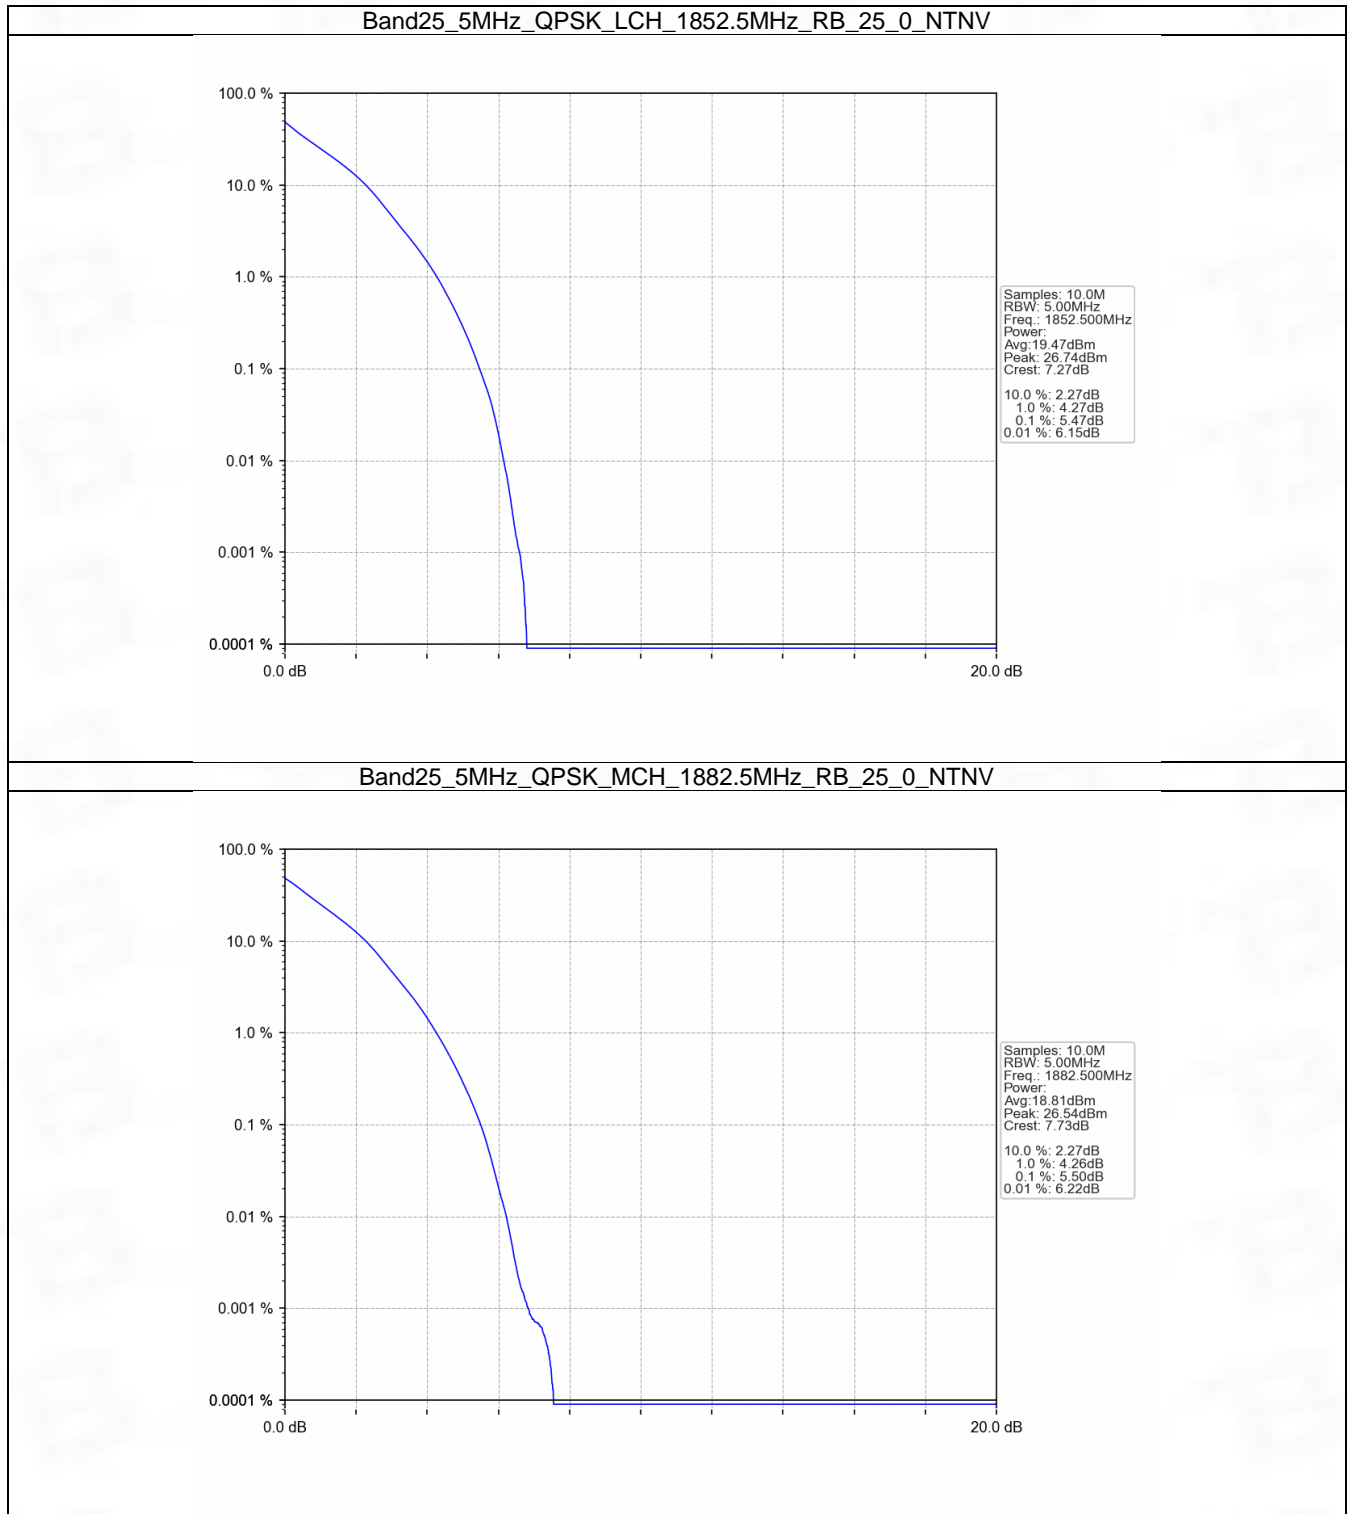 Band25_5MHz_QPSK_LCH_1852.5MHz_RB_25_0_NTNV
100.0 %
10.0 %
1.0 %
0.1 %
0.01 %
0.001 %
0.0001 %
0.0 dB
20.0 dB
Samples: 10.0M
RBW: 5.00MHz
Freq.: 1852.500MHz
Power:
Avg:19.47dBm
Peak: 26.74dBm
Crest: 7.27dB
10.0 %: 2.27dB
1.0 %: 4.27dB
0.1 %: 5.47dB
0.01 %: 6.15dB
Band25_5MHz_QPSK_MCH_1882.5MHz_RB_25_0_NTNV
100.0 %
10.0 %
1.0 %
0.1 %
0.01 %
0.001 %
0.0001 %
0.0 dB
20.0 dB
Samples: 10.0M
RBW: 5.00MHz
Freq.: 1882.500MHz
Power:
Avg:18.81dBm
Peak: 26.54dBm
Crest: 7.73dB
10.0 %: 2.27dB
1.0 %: 4.26dB
0.1 %: 5.50dB
0.01 %: 6.22dB